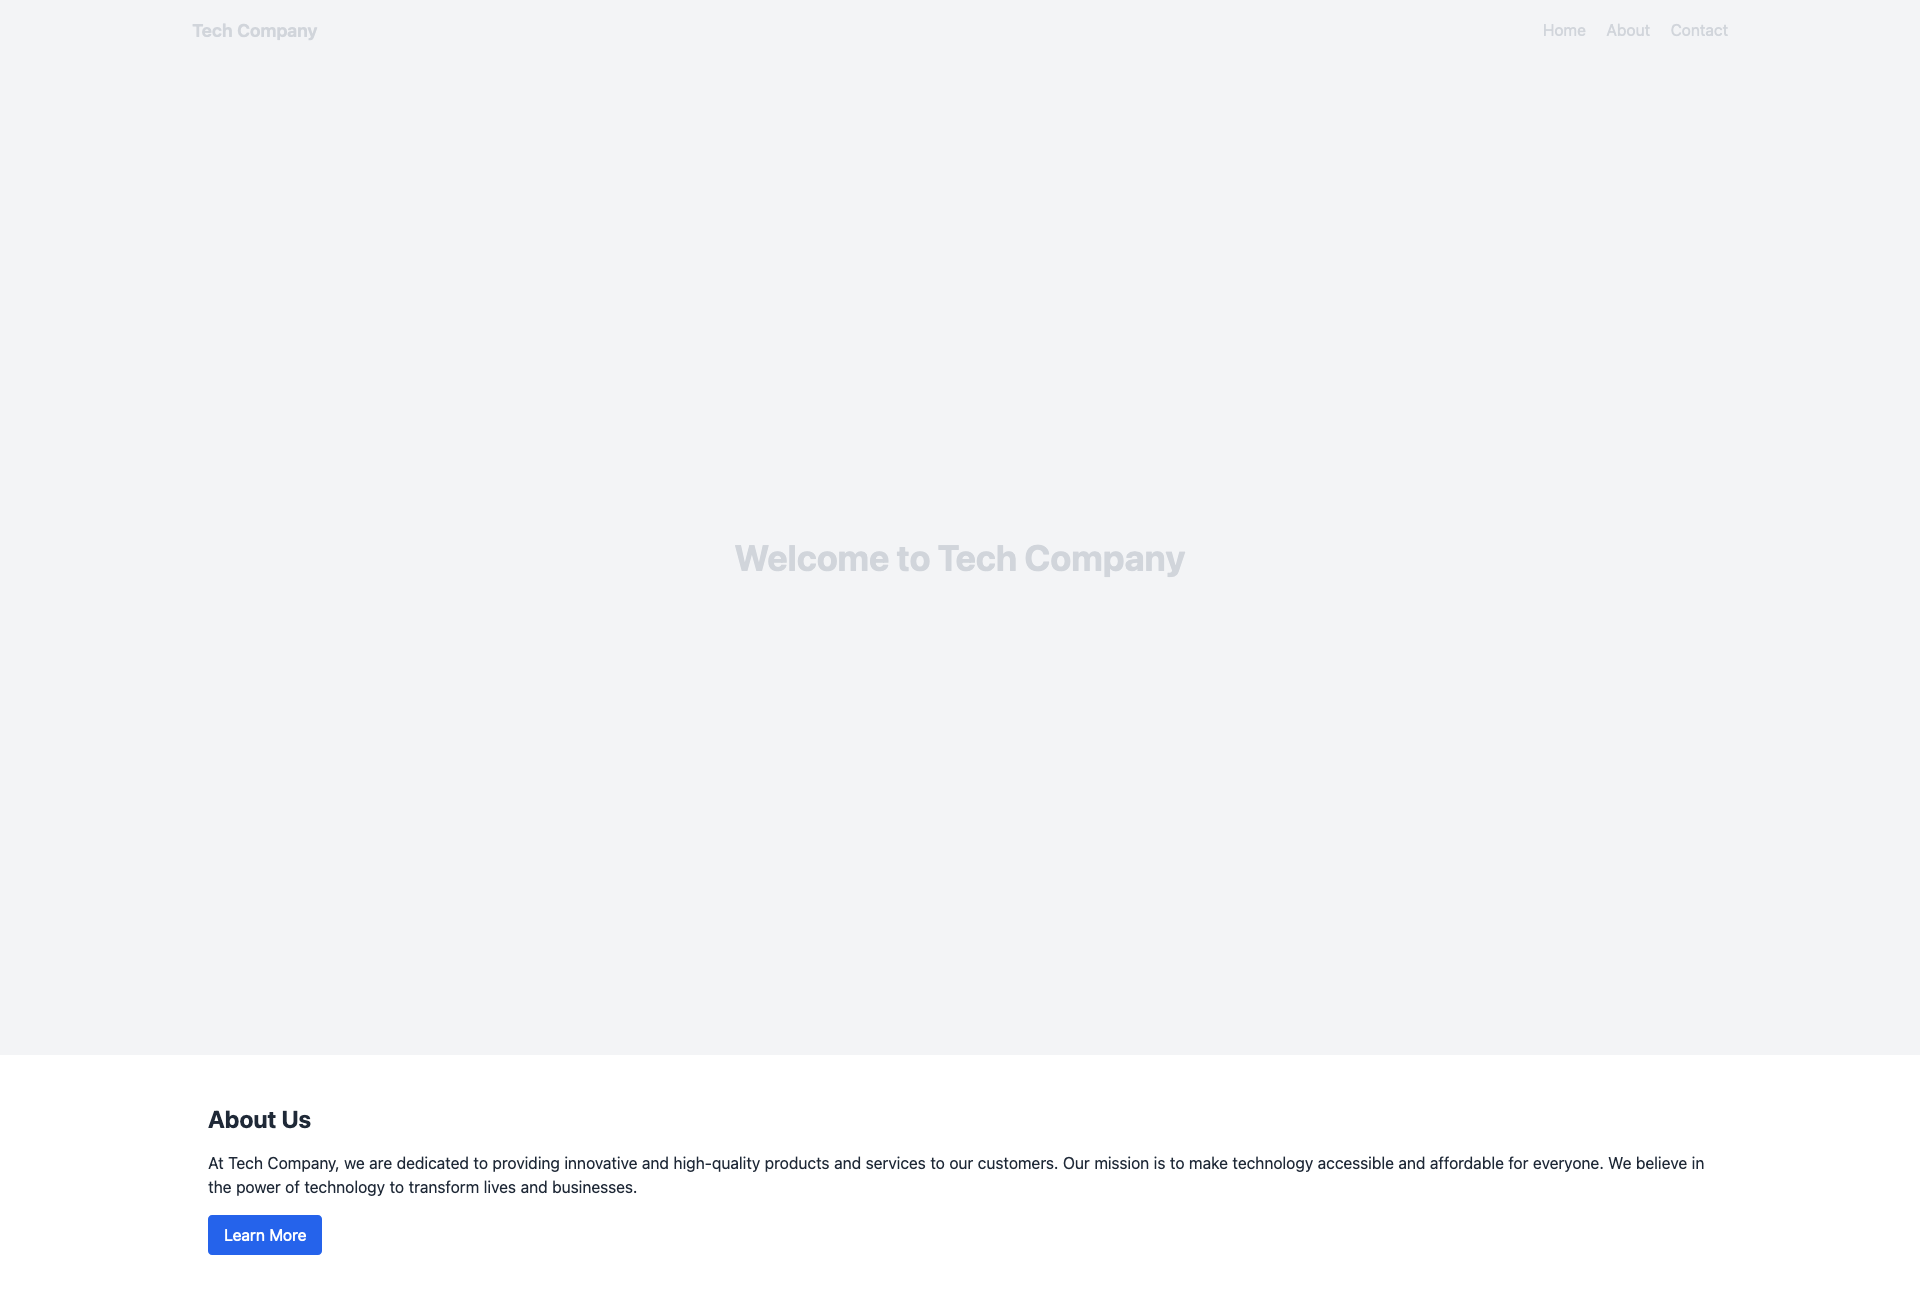 Tech Company
Home About Contact
Welcome to Tech Company
About Us
At Tech Company, we are dedicated to providing innovative and high-quality products and services to our customers. Our mission is to make technology accessible and affordable for everyone. We believe in
the power of technology to transform lives and businesses.
Learn More